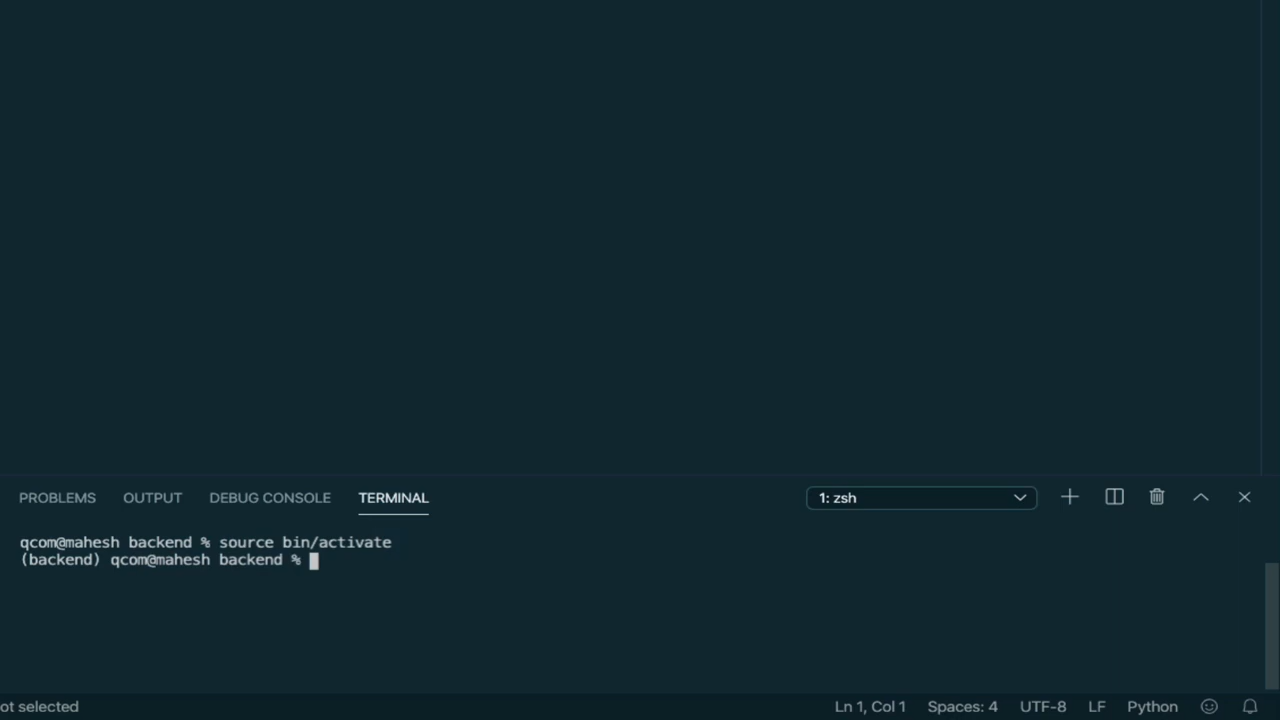 PROBLEMS OUTPUT DEBUG CONSOLE TERMINAL 1: zsh
qcom@mahesh backend % source bin/activate
(backend) qcom@mahesh backend %
ot selected Ln 1, Col 1 Spaces: 4 UTF-8 LF Python